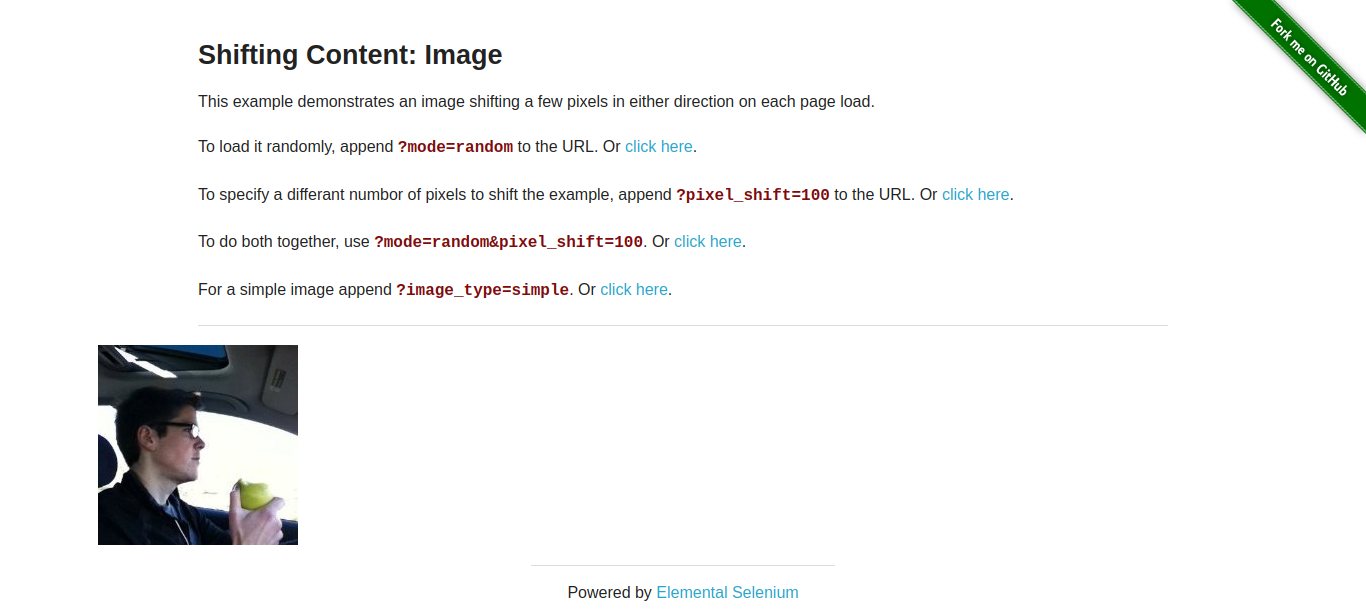 Fork me on GitHub
Shifting Content: Image
This example demonstrates an image shifting a few pixels in either direction on each page load.
To load it randomly, append ?mode=random to the URL. Or click here.
To specify a differant numbor of pixels to shift the example, append ?pixel_shift=100 to the URL. Or click here.
To do both together, use ?mode=random&pixel_shift=100. Or click here.
For a simple image append ?image_type=simple. Or click here.
Powered by Elemental Selenium